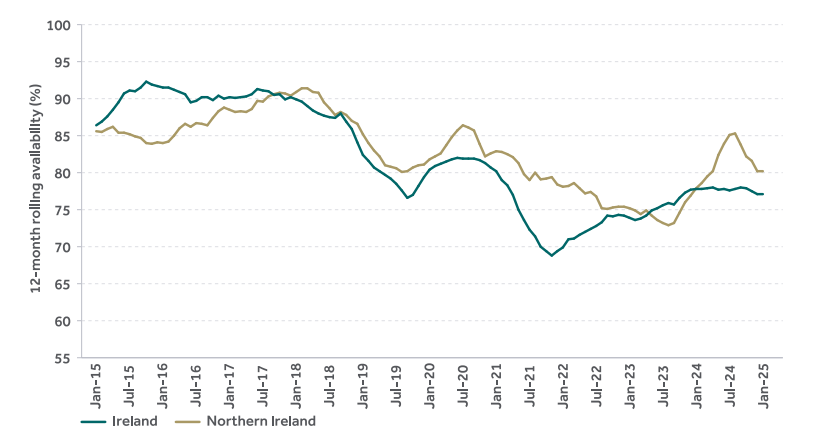 12-month rolling availability (%)
100
95
90
85
80
75
70
65
60
55
Jan-15
Jul-15
Jan-16
Jul-16
Jan-17
Jul-17
Jan-18
Jul-18
Jan-19
Jul-19
Jan-20
Jul-20
Jan-21
Jul-21
Jan-22
Jul-22
Jan-23
Jul-23
Jan-24
Jul-24
Jan-25
Ireland
Northern Ireland